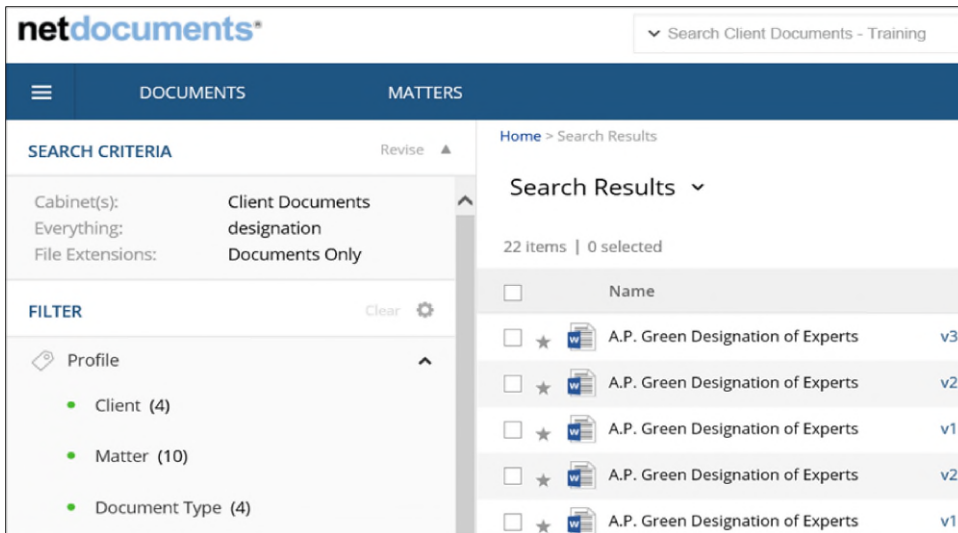 netdocuments®
Search Client Documents - Training
DOCUMENTS MATTERS
SEARCH CRITERIA Revise
Cabinet(s): Client Documents
Everything: designation
File Extensions: Documents Only
FILTER Clear
Profile
Client (4)
Matter (10)
Document Type (4)
Home > Search Results
Search Results
22 items | 0 selected
Name
A.P. Green Designation of Experts v3
A.P. Green Designation of Experts v2
A.P. Green Designation of Experts v1
A.P. Green Designation of Experts v2
A.P. Green Designation of Experts v1